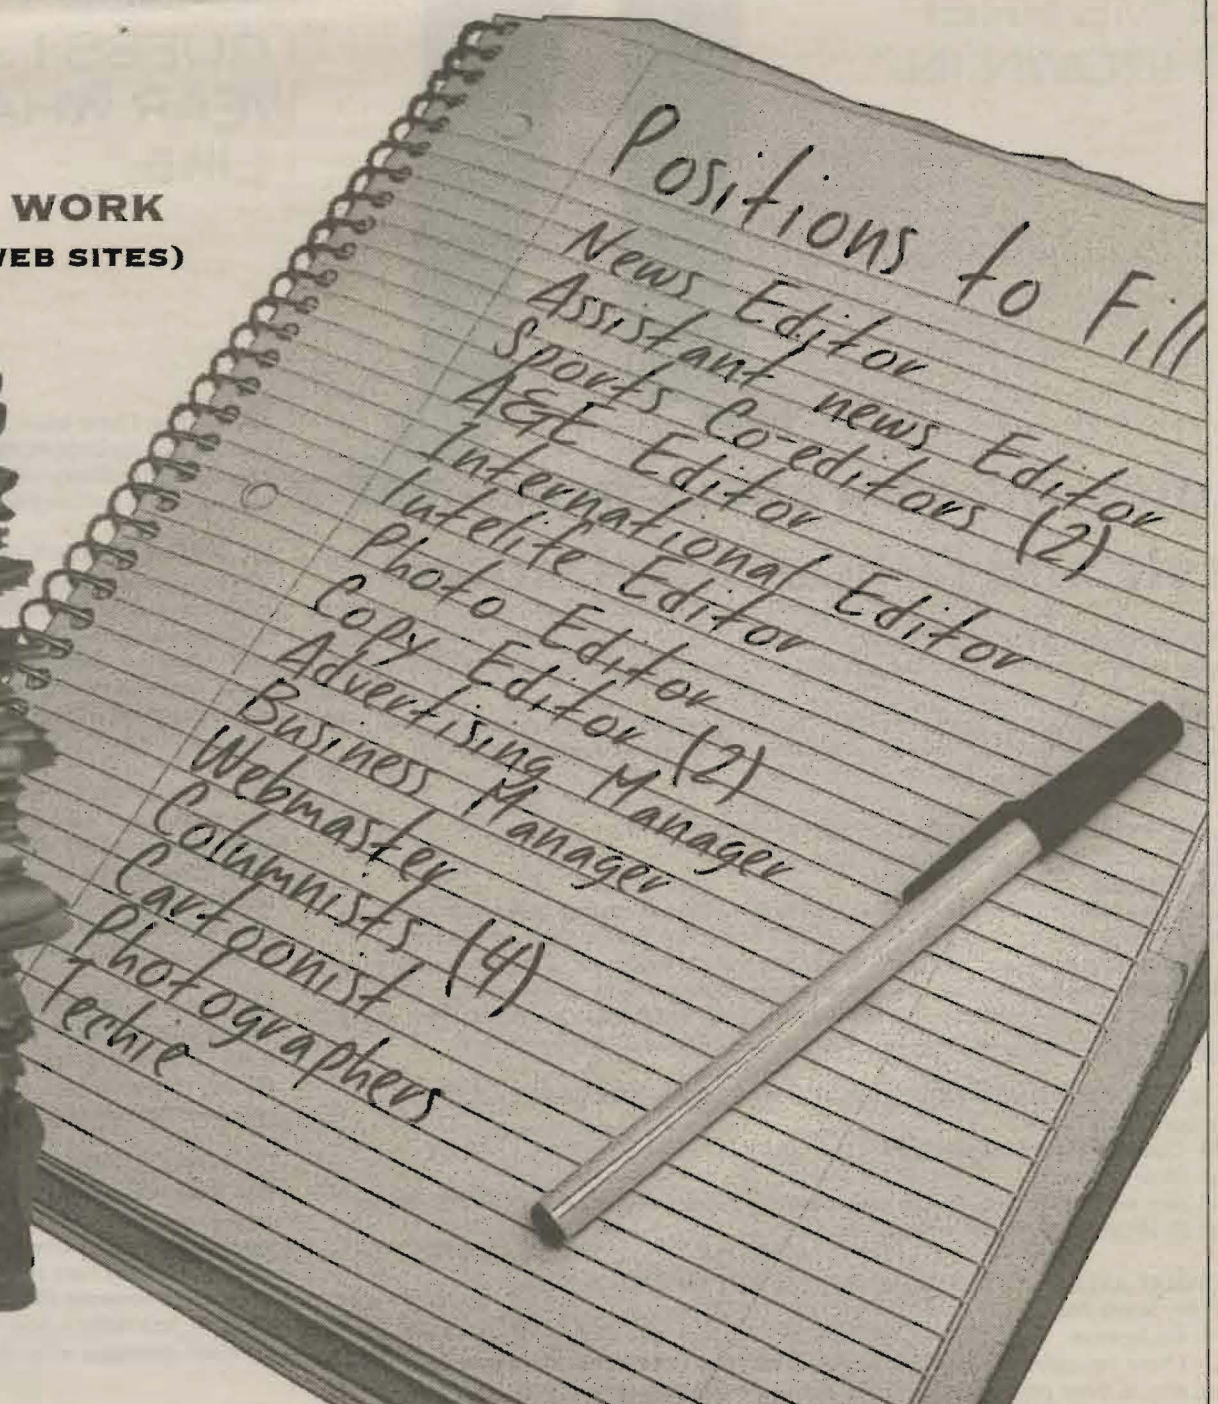 WORK
WEB SITES)
Positions to Fill
News Editor
Assistant news Editor
Sports Co-editors (2)
A&E Editor
International Editor
Intelife Editor
Photo Editor
Copy Editor (2)
Advertising Manager
Business Manager
Webmaster
Columnists (4)
Cartoonist
Photographers
Techie